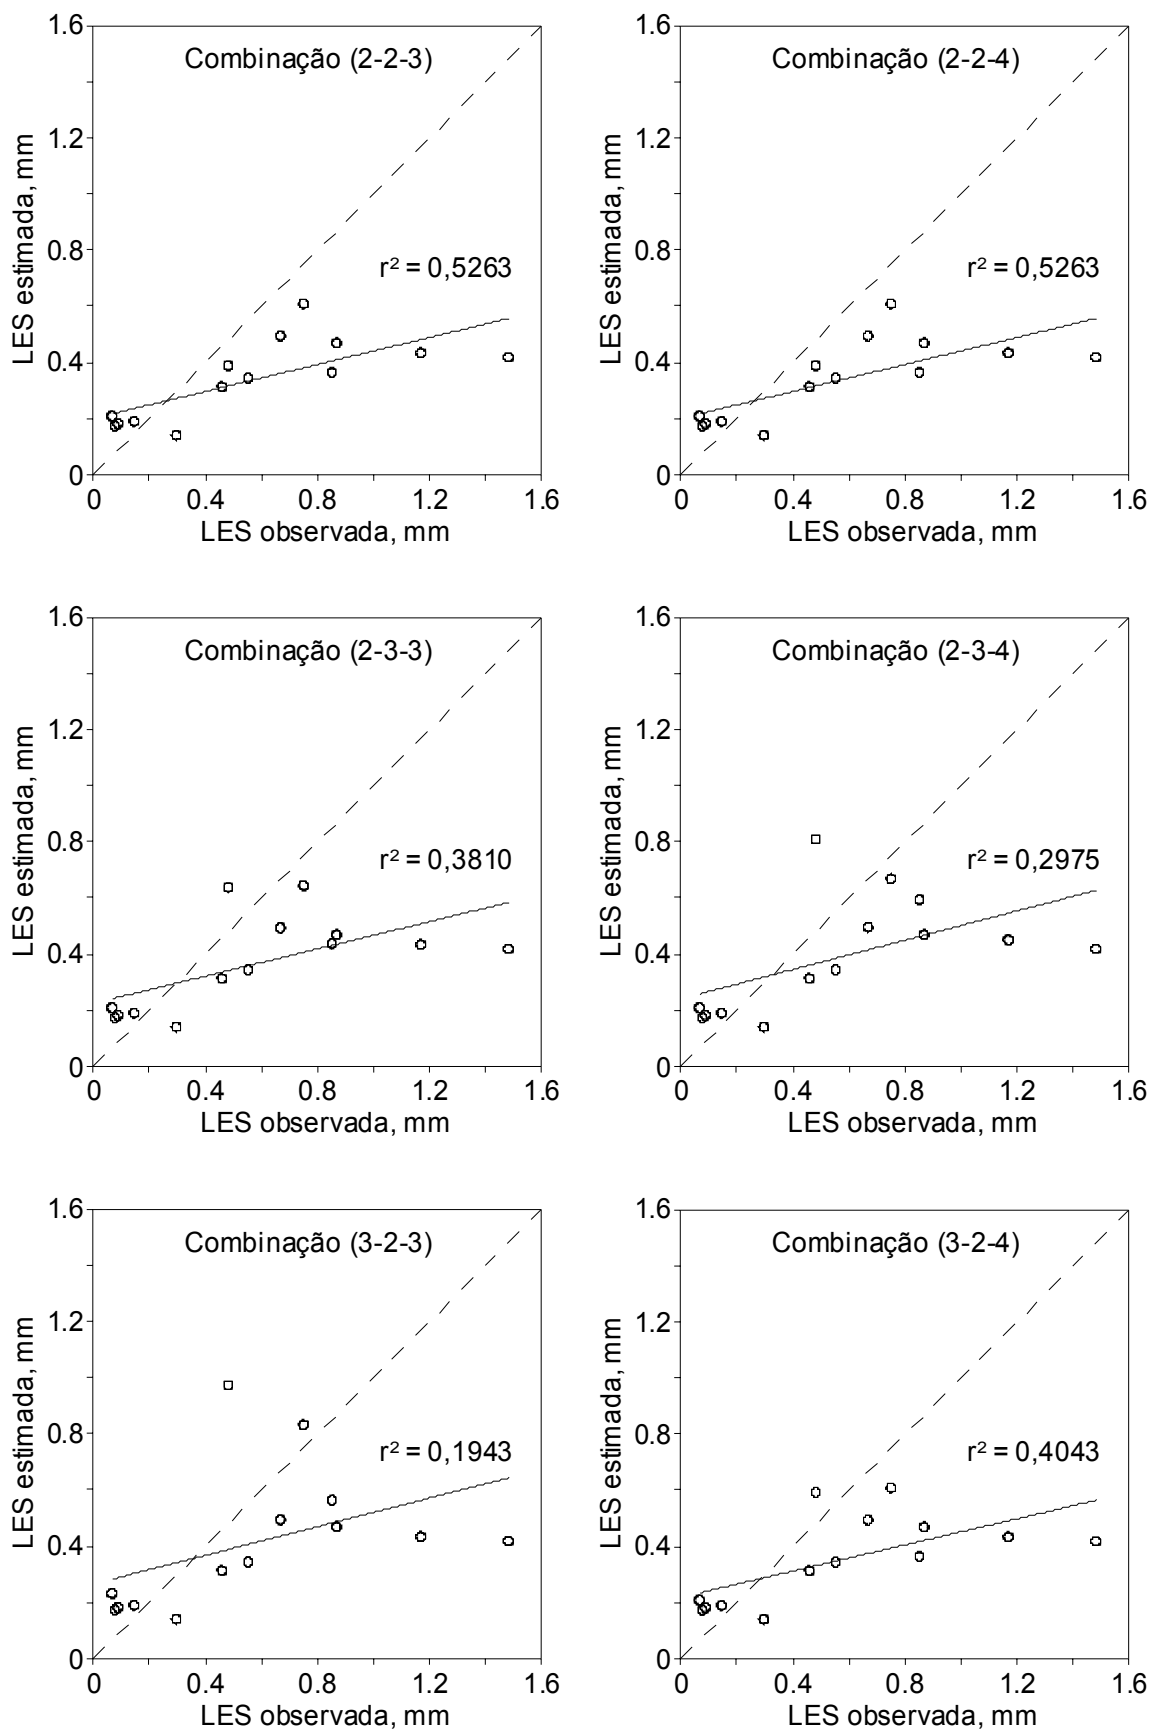 Combinação (2-2-3)
r² = 0,5263
LES estimada, mm
1.6
1.2
0.8
0.4
0
0 0.4 0.8 1.2 1.6
LES observada, mm
Combinação (2-2-4)
r² = 0,5263
LES estimada, mm
1.6
1.2
0.8
0.4
0
0 0.4 0.8 1.2 1.6
LES observada, mm
Combinação (2-3-3)
r² = 0,3810
LES estimada, mm
1.6
1.2
0.8
0.4
0
0 0.4 0.8 1.2 1.6
LES observada, mm
Combinação (2-3-4)
r² = 0,2975
LES estimada, mm
1.6
1.2
0.8
0.4
0
0 0.4 0.8 1.2 1.6
LES observada, mm
Combinação (3-2-3)
r² = 0,1943
LES estimada, mm
1.6
1.2
0.8
0.4
0
0 0.4 0.8 1.2 1.6
LES observada, mm
Combinação (3-2-4)
r² = 0,4043
LES estimada, mm
1.6
1.2
0.8
0.4
0
0 0.4 0.8 1.2 1.6
LES observada, mm